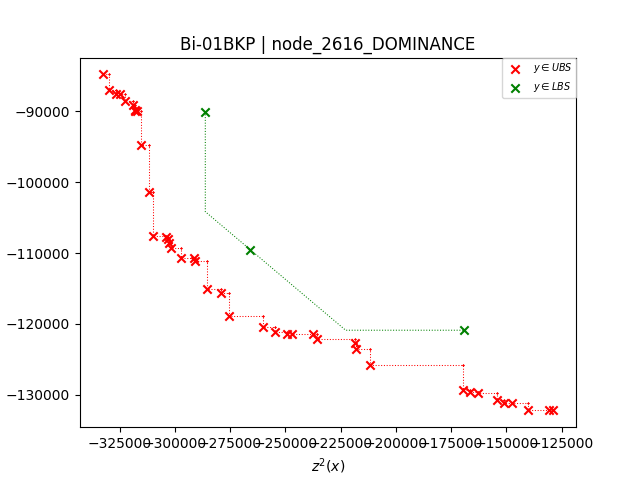 Bi-01BKP | node_2616_DOMINANCE
y ∈ UBS
y ∈ LBS
−90000
−100000
−110000
−120000
−130000
−325000−300000−275000−250000−225000−200000−175000−150000−125000
z²(x)